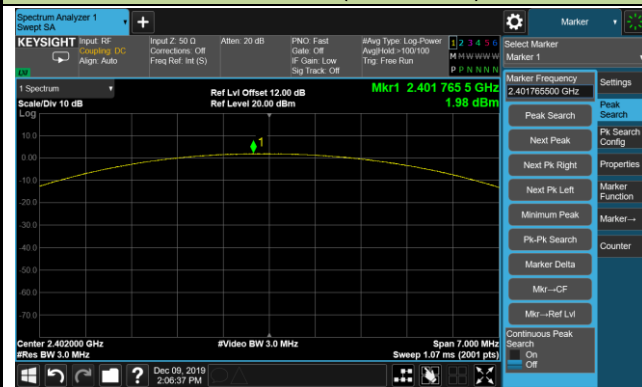 Spectrum Analyzer 1
Swept SA
Marker
KEYSIGHT
Input: RF
Coupling: DC
Align: Auto
Input Z: 50 Ω
Corrections: Off
Freq Ref: Int (S)
Atten: 20 dB
PNO: Fast
Gate: Off
IF Gain: Low
Sig Track: Off
#Avg Type: Log-Power
Avg|Hold:>100/100
Trig: Free Run
1 2 3 4 5 6
M W W W W W
P P N N N N
Select Marker
Marker 1
LXI
1 Spectrum
Scale/Div 10 dB
Log
Ref Lvl Offset 12.00 dB
Ref Level 20.00 dBm
Mkr1 2.401 765 5 GHz
1.98 dBm
1
10.0
0.00
-10.0
-20.0
-30.0
-40.0
-50.0
-60.0
-70.0
Center 2.402000 GHz
#Res BW 3.0 MHz
#Video BW 3.0 MHz
Span 7.000 MHz
Sweep 1.07 ms (2001 pts)
Marker Frequency
2.401765500 GHz
Peak Search
Next Peak
Next Pk Right
Next Pk Left
Minimum Peak
Pk-Pk Search
Marker Delta
Mkr→CF
Mkr→Ref Lvl
Continuous Peak
Search
On
Off
Settings
Peak
Search
Pk Search
Config
Properties
Marker
Function
Marker→
Counter
Dec 09, 2019
2:06:37 PM